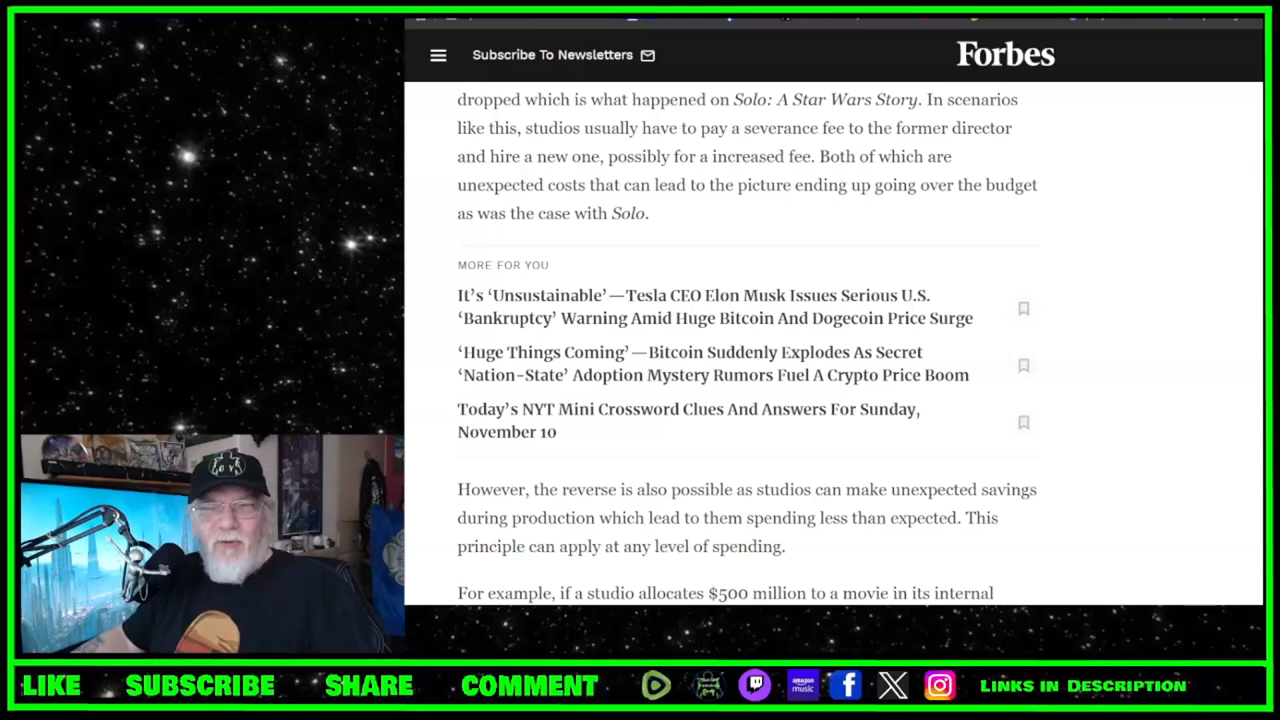 Subscribe To Newsletters
Forbes
dropped which is what happened on Solo: A Star Wars Story. In scenarios
like this, studios usually have to pay a severance fee to the former director
and hire a new one, possibly for a increased fee. Both of which are
unexpected costs that can lead to the picture ending up going over the budget
as was the case with Solo.
MORE FOR YOU
It’s ‘Unsustainable’—Tesla CEO Elon Musk Issues Serious U.S.
‘Bankruptcy’ Warning Amid Huge Bitcoin And Dogecoin Price Surge
‘Huge Things Coming’—Bitcoin Suddenly Explodes As Secret
‘Nation-State’ Adoption Mystery Rumors Fuel A Crypto Price Boom
Today’s NYT Mini Crossword Clues And Answers For Sunday,
November 10
However, the reverse is also possible as studios can make unexpected savings
during production which lead to them spending less than expected. This
principle can apply at any level of spending.
For example, if a studio allocates $500 million to a movie in its internal
LIKE SUBSCRIBE SHARE COMMENT amazon music LINKS IN DESCRIPTION